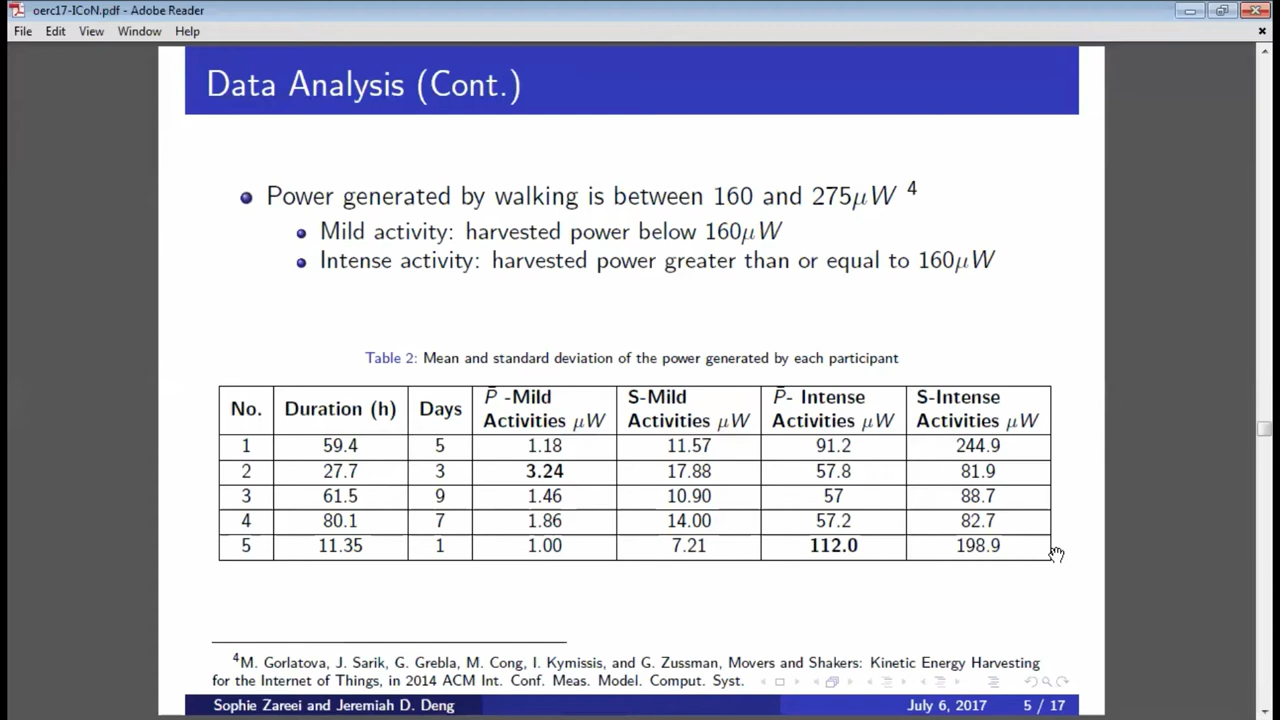 oerc17-ICoN.pdf - Adobe Reader
File Edit View Window Help
Data Analysis (Cont.)
Power generated by walking is between 160 and 275μW 4
Mild activity: harvested power below 160μW
Intense activity: harvested power greater than or equal to 160μW
Table 2: Mean and standard deviation of the power generated by each participant
No. Duration (h) Days P̄ -Mild Activities μW S-Mild Activities μW P̄- Intense Activities μW S-Intense Activities μW
1 59.4 5 1.18 11.57 91.2 244.9
2 27.7 3 3.24 17.88 57.8 81.9
3 61.5 9 1.46 10.90 57 88.7
4 80.1 7 1.86 14.00 57.2 82.7
5 11.35 1 1.00 7.21 112.0 198.9
4M. Gorlatova, J. Sarik, G. Grebla, M. Cong, I. Kymissis, and G. Zussman, Movers and Shakers: Kinetic Energy Harvesting
for the Internet of Things, in 2014 ACM Int. Conf. Meas. Model. Comput. Syst.
Sophie Zareei and Jeremiah D. Deng July 6, 2017 5 / 17